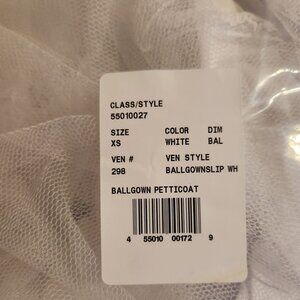 CLASS/STYLE
55010027
SIZE COLOR DIM
XS WHITE BAL
VEN # VEN STYLE
298 BALLGOWNSLIP WH
BALLGOWN PETTICOAT
4 55010 00172 9